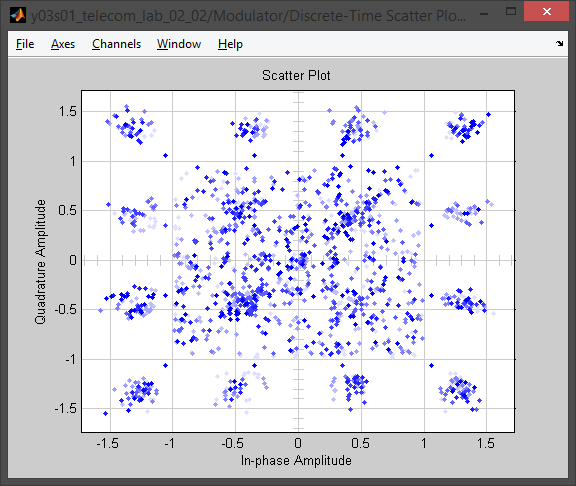 y03s01_telecom_lab_02_02/Modulator/Discrete-Time Scatter Plo...
File Axes Channels Window Help
Scatter Plot
1.5
1
0.5
0
-0.5
-1
-1.5
Quadrature Amplitude
-1.5 -1 -0.5 0 0.5 1 1.5
In-phase Amplitude